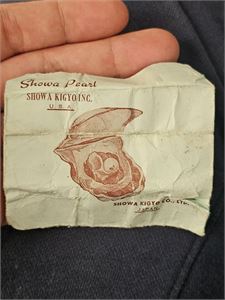 Showa Pearl
SHOWA KIGYO INC.
U.S.A.
SHOWA KIGYO CO., LTD.
JAPAN